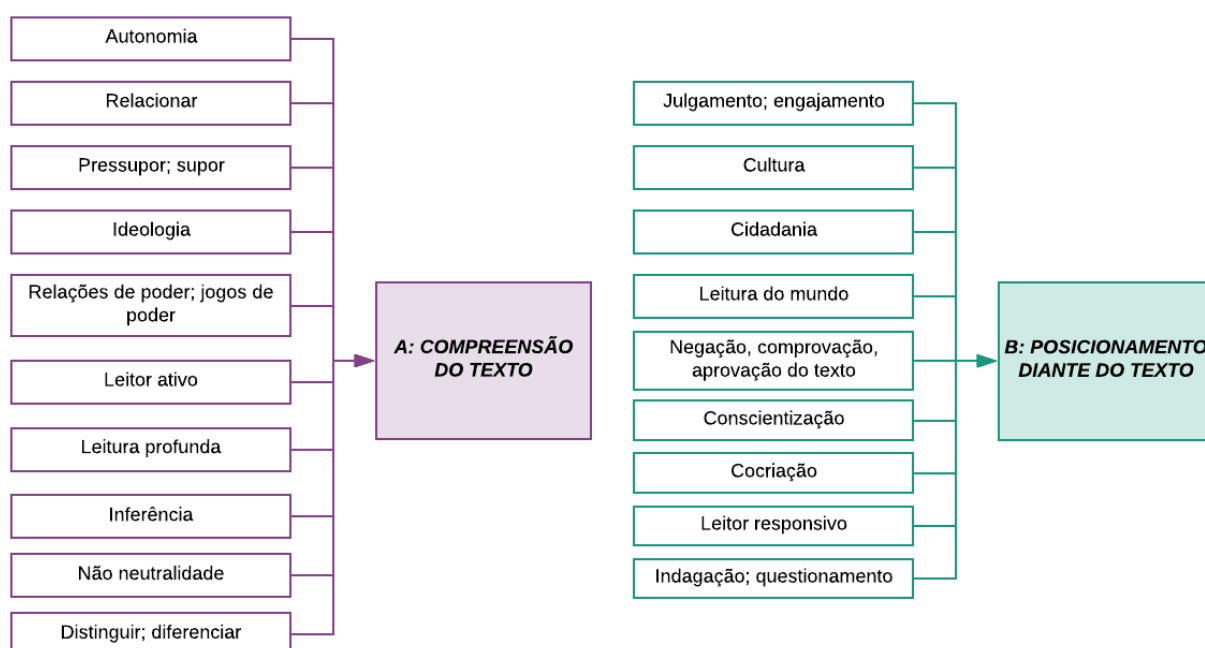 Autonomia
Relacionar
Pressupor; supor
Ideologia
Relações de poder; jogos de
poder
Leitor ativo
Leitura profunda
Inferência
Não neutralidade
Distinguir; diferenciar
A: COMPREENSÃO
DO TEXTO
Julgamento; engajamento
Cultura
Cidadania
Leitura do mundo
Negação, comprovação,
aprovação do texto
Conscientização
Cocriação
Leitor responsivo
Indagação; questionamento
B: POSICIONAMENTO
DIANTE DO TEXTO